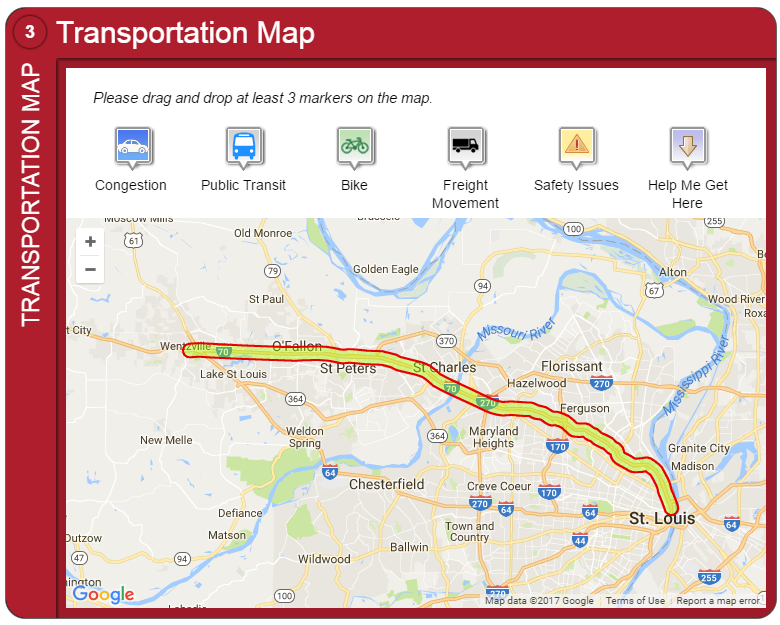 3
Transportation Map
TRANSPORTATION MAP
Please drag and drop at least 3 markers on the map.
Congestion
Public Transit
Bike
Freight
Movement
Safety Issues
Help Me Get
Here
+
−
61
Old Monroe
100
255
79
Golden Eagle
Alton
94
67
St Paul
Wood River
Missouri River
t City
370
Wentzville
70
O'Fallon
St Peters
St Charles
Florissant
Mississippi River
Lake St Louis
70
Hazelwood
270
364
270
Ferguson
New Melle
Weldon
Spring
364
Maryland
Heights
170
Granite City
Madison
64
Chesterfield
Creve Coeur
170
270
64
64
St. Louis
64
Defiance
Matson
Town and
Country
44
Dutzow
47
94
Wildwood
Ballwin
255
ington
100
270
Google
Map data ©2017 Google
Terms of Use
Report a map error